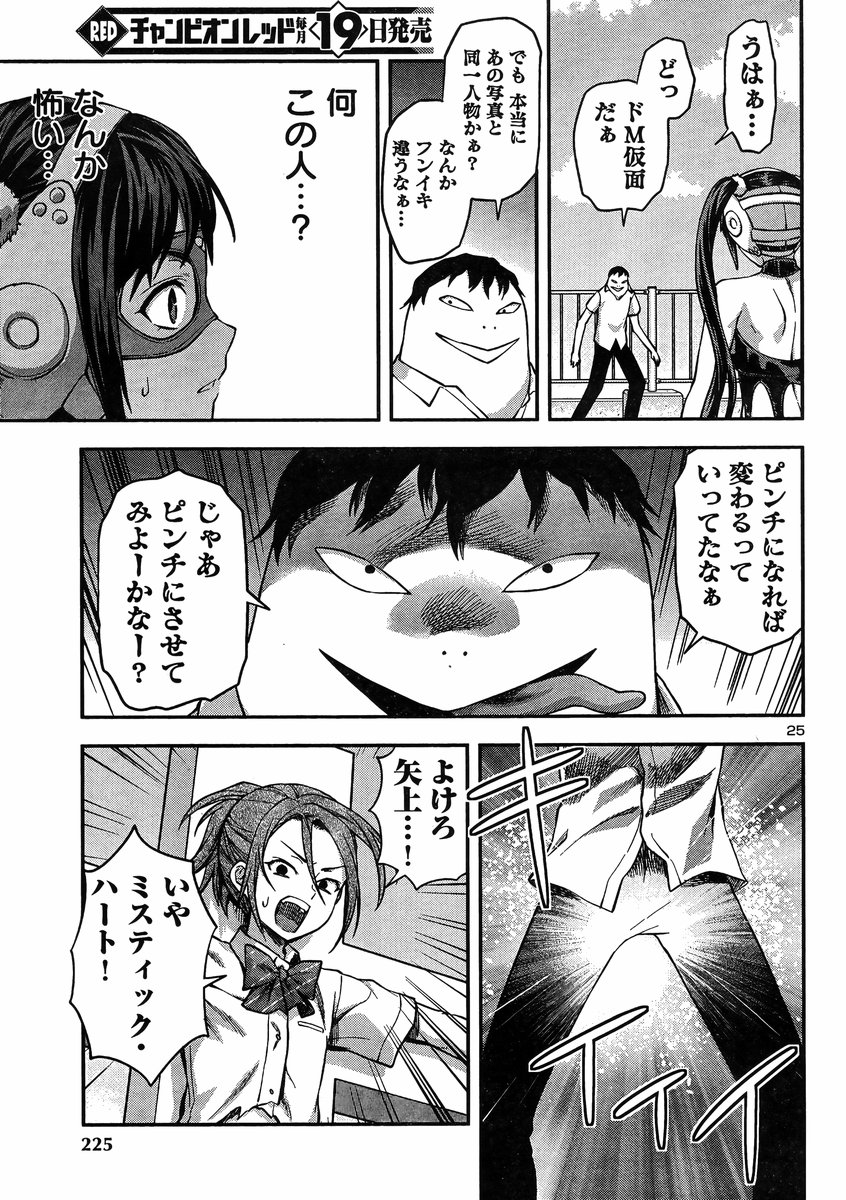 RED チャンピオンレッド 毎月〈19〉日発売
うはぁ…
どっ
ドM仮面
だぁ
でも 本当に
あの写真と
同一人物かぁ?
なんか
フンイキ
違うなぁ…
何
この人…?
なんか
怖い…
ピンチになれば
変わるって
いってたなぁ
じゃあ
ピンチにさせて
みよーかなー?
25
キィィ
よけろ
矢上…!
いや
ミスティック・
ハート!
225